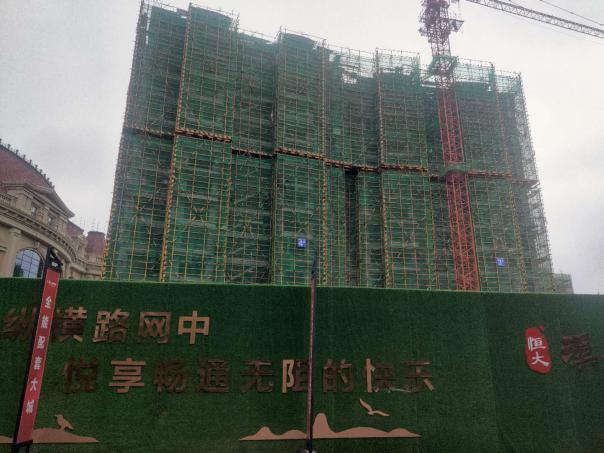 纵横路网中
悦享畅通无阻的快乐
恒大
溪
全能配套大城